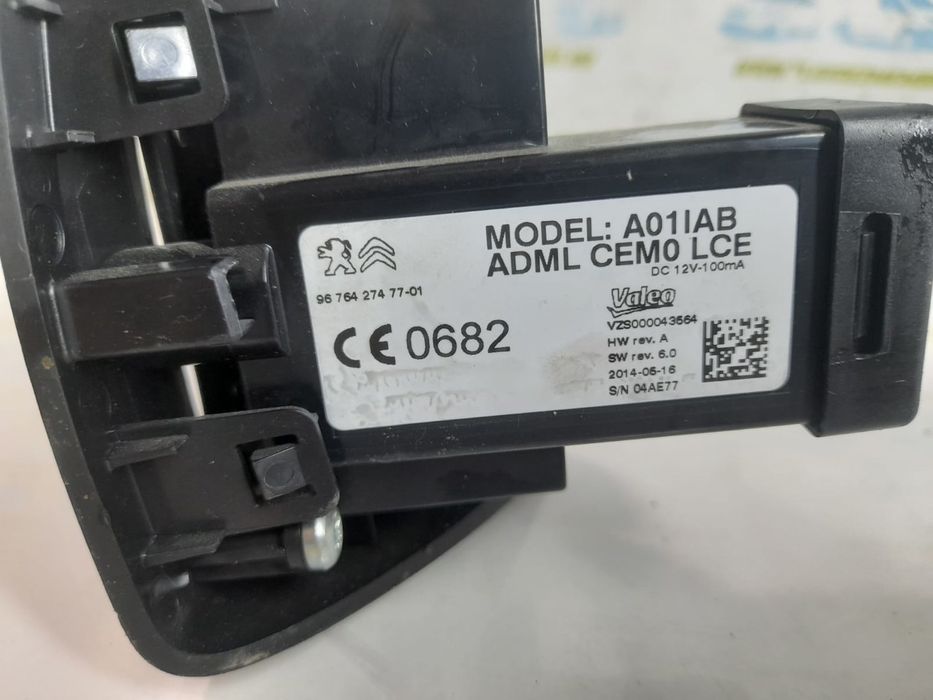 MODEL: A01IAB
ADML CEM0 LCE
DC 12V-100mA
96 764 274 77-01
CE 0682
Valeo
VZS000043564
HW rev. A
SW rev. 6.0
2014-05-16
S/N 04AE77